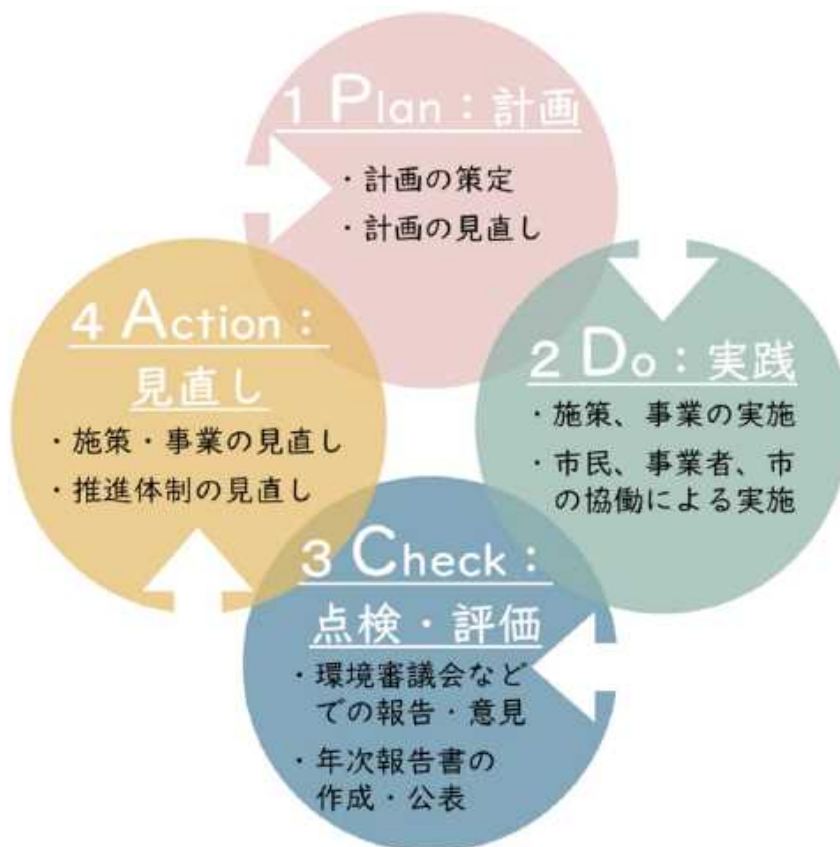 1 Plan：計画
・計画の策定
・計画の見直し
2 Do：実践
・施策、事業の実施
・市民、事業者、市
の協働による実施
3 Check：
点検・評価
・環境審議会など
での報告・意見
・年次報告書の
作成・公表
4 Action：
見直し
・施策・事業の見直し
・推進体制の見直し